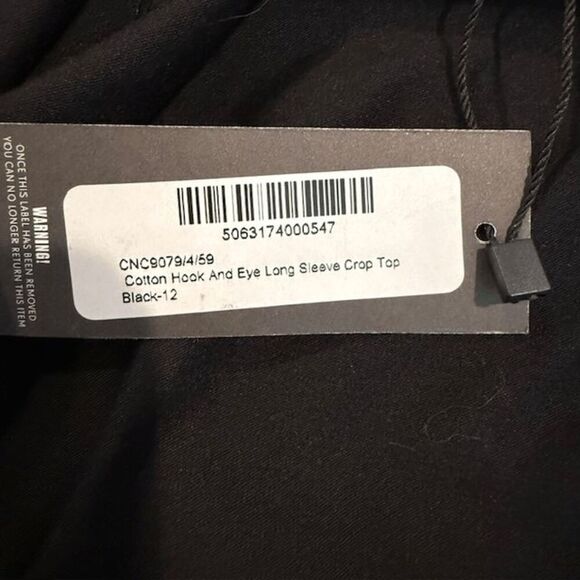 5063174000547
CNC9079/4/59
Cotton Hook And Eye Long Sleeve Crop Top
Black-12
WARNING!
ONCE THIS LABEL HAS BEEN REMOVED
YOU CAN NO LONGER RETURN THIS ITEM